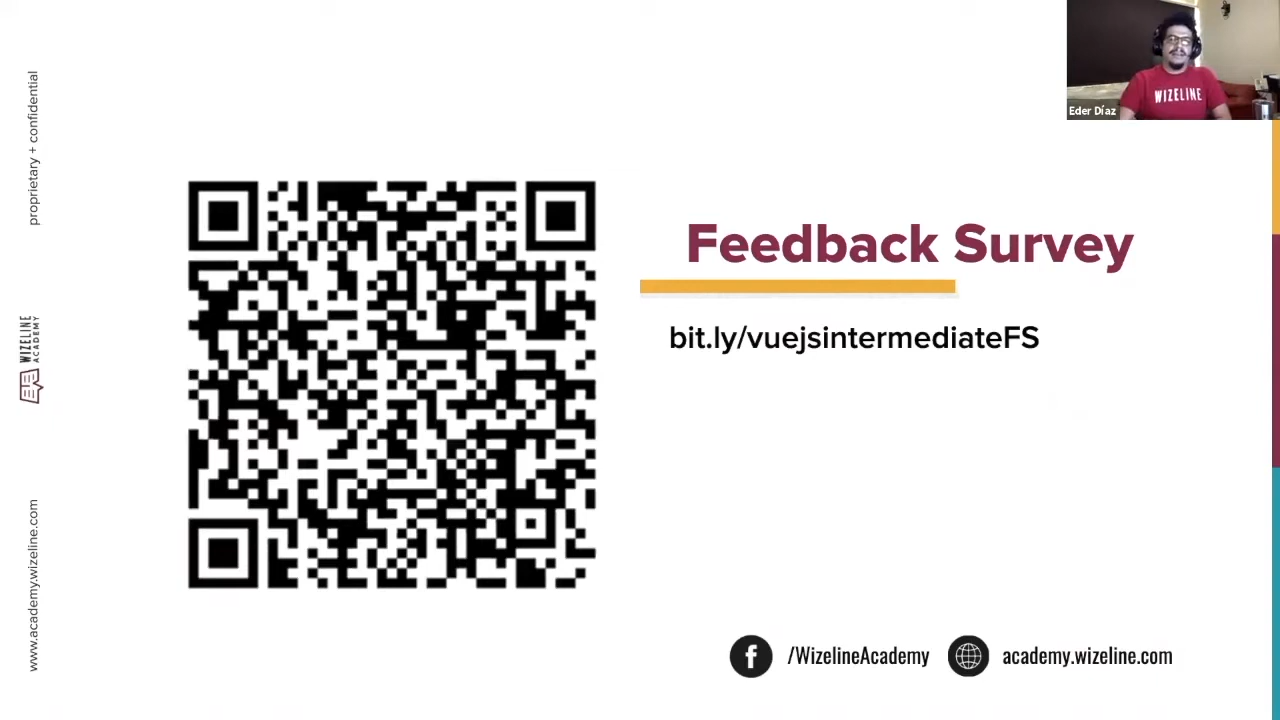 proprietary + confidential
WIZELINE
ACADEMY
www.academy.wizeline.com
WIZELINE
Eder Díaz
Feedback Survey
bit.ly/vuejsintermediateFS
/WizelineAcademy
academy.wizeline.com